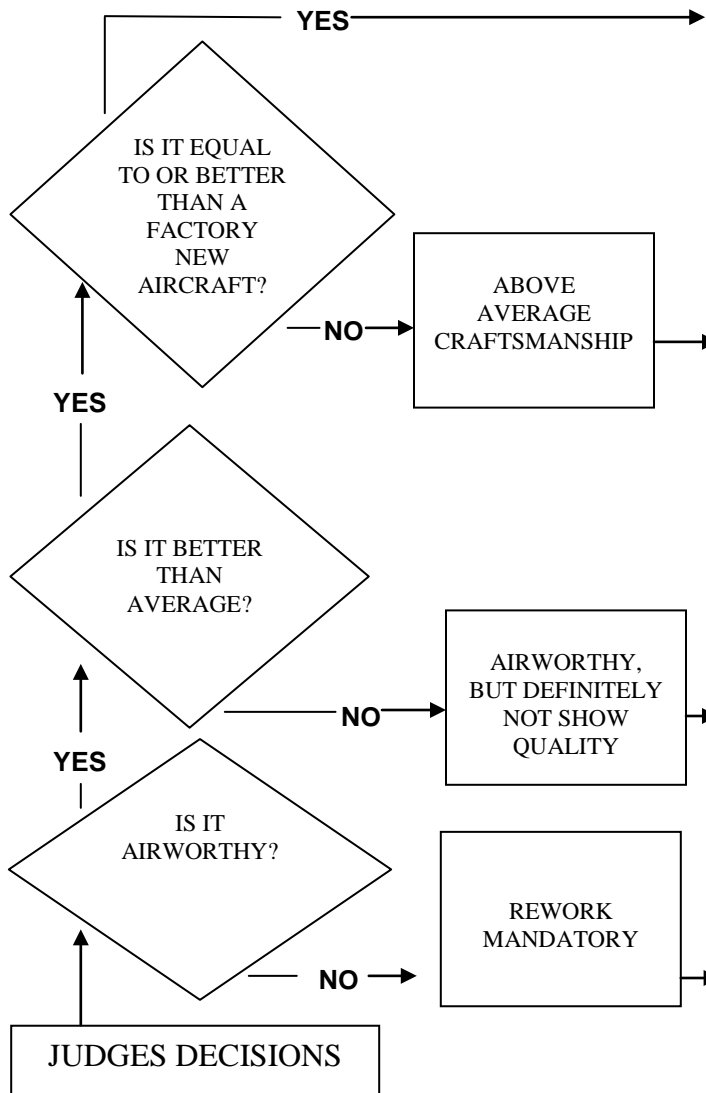 YES
IS IT EQUAL
TO OR BETTER
THAN A
FACTORY
NEW
AIRCRAFT?
NO
ABOVE
AVERAGE
CRAFTSMANSHIP
YES
IS IT BETTER
THAN
AVERAGE?
NO
AIRWORTHY,
BUT DEFINITELY
NOT SHOW
QUALITY
YES
IS IT
AIRWORTHY?
NO
REWORK
MANDATORY
JUDGES DECISIONS